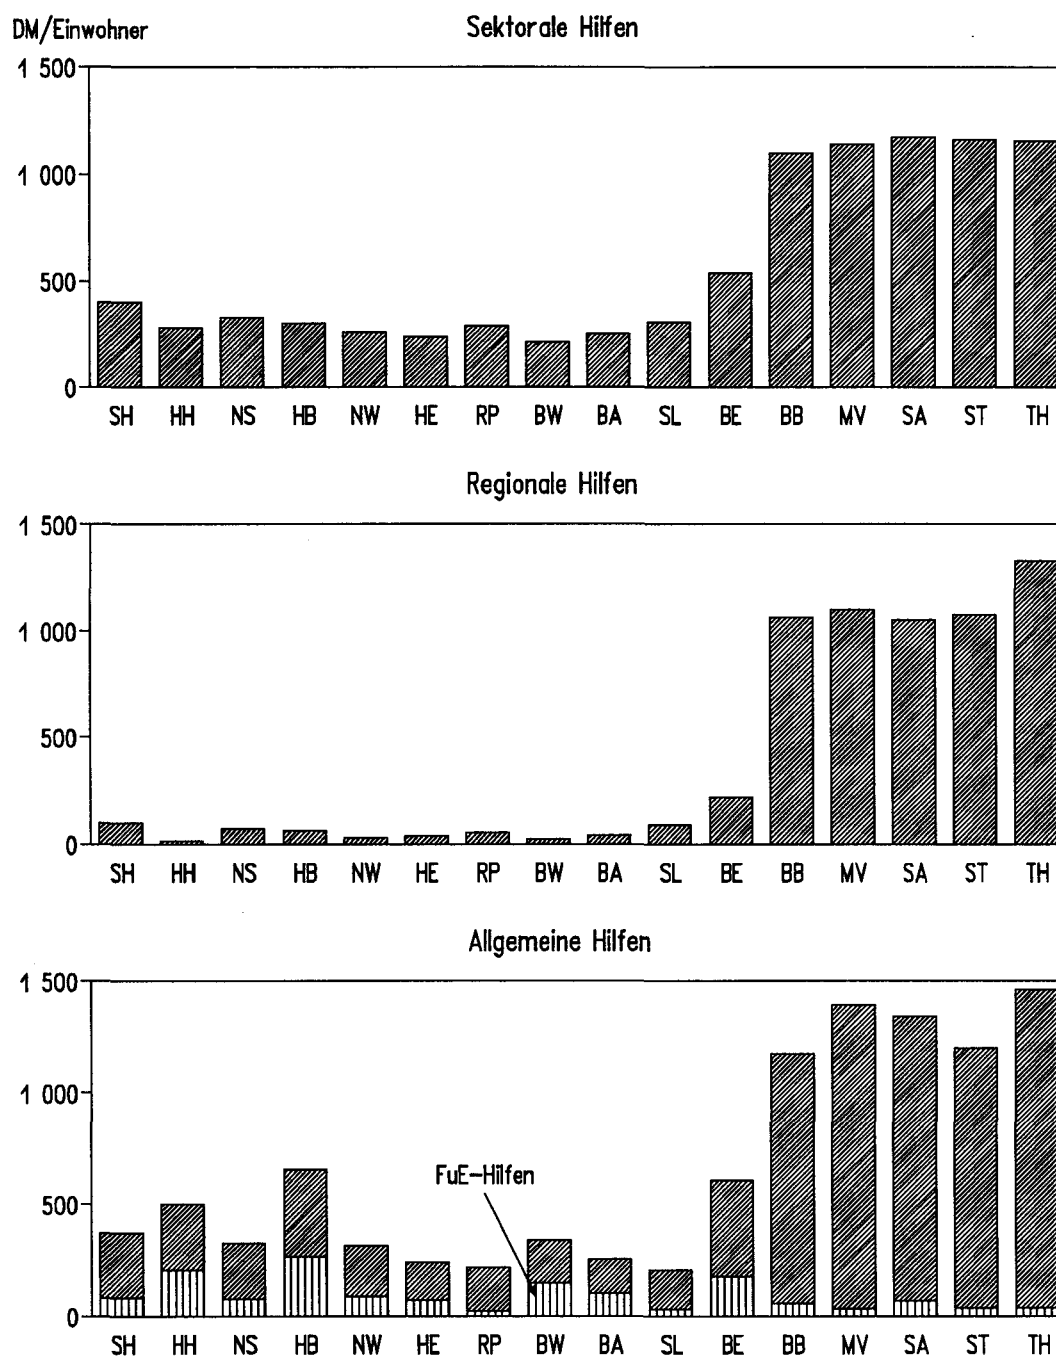 DM/Einwohner
Sektorale Hilfen
1 500
1 000
500
0
SH HH NS HB NW HE RP BW BA SL BE BB MV SA ST TH
Regionale Hilfen
1 500
1 000
500
0
SH HH NS HB NW HE RP BW BA SL BE BB MV SA ST TH
Allgemeine Hilfen
1 500
1 000
FuE-Hilfen
500
0
SH HH NS HB NW HE RP BW BA SL BE BB MV SA ST TH